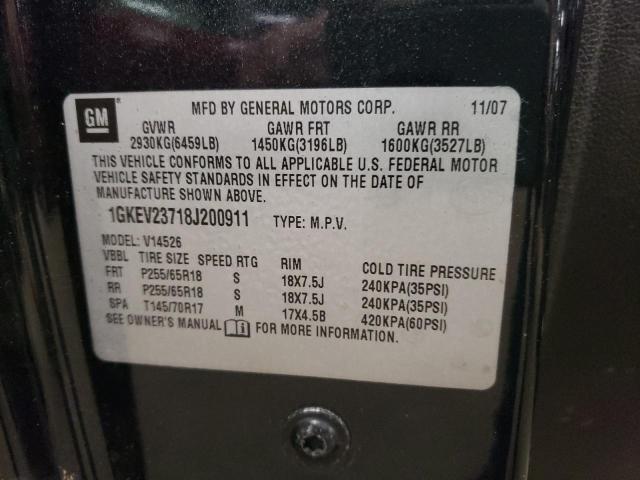 GM
MFD BY GENERAL MOTORS CORP. 11/07
GVWR GAWR FRT GAWR RR
2930KG(6459LB) 1450KG(3196LB) 1600KG(3527LB)
THIS VEHICLE CONFORMS TO ALL APPLICABLE U.S. FEDERAL MOTOR
VEHICLE SAFETY STANDARDS IN EFFECT ON THE DATE OF
MANUFACTURE SHOWN ABOVE.
1GKEV23718J200911 TYPE: M.P.V.
MODEL: V14526
VBBL TIRE SIZE SPEED RTG RIM COLD TIRE PRESSURE
FRT P255/65R18 S 18X7.5J 240KPA(35PSI)
RR P255/65R18 S 18X7.5J 240KPA(35PSI)
SPA T145/70R17 M 17X4.5B 420KPA(60PSI)
SEE OWNER'S MANUAL FOR MORE INFORMATION.